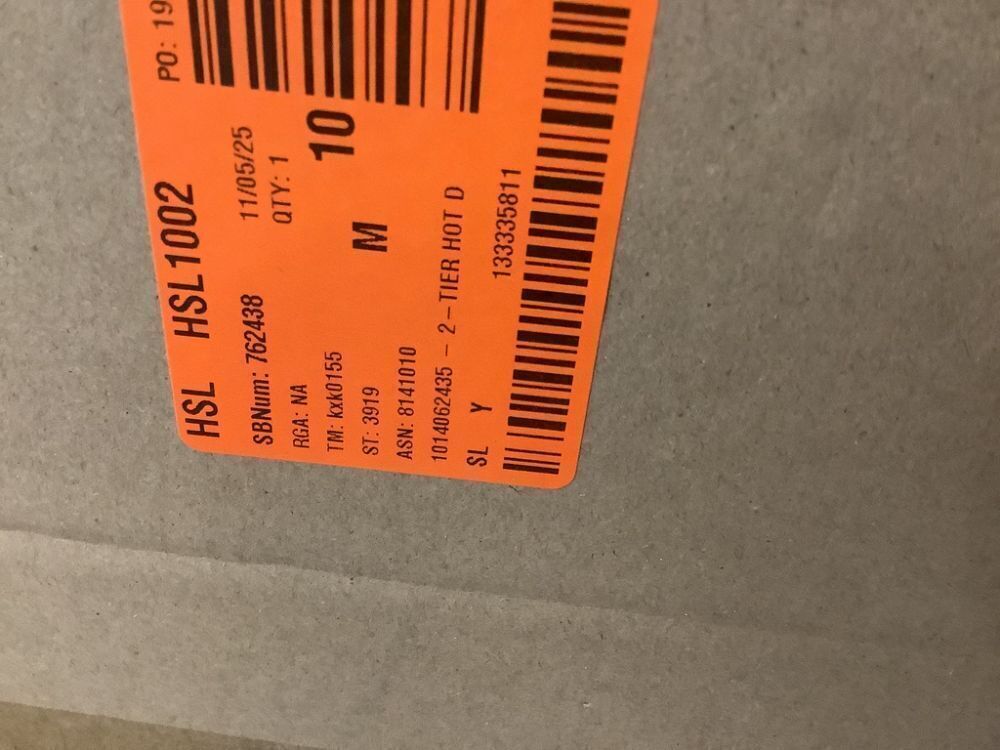 HSL HSL1002 PO: 19
SBNum: 762438 11/05/25
RGA: NA QTY: 1
TM: kxk0155 10
ST: 3919 M
ASN: 8141010
1014062435 - 2-TIER HOT D
SL Y 133335811